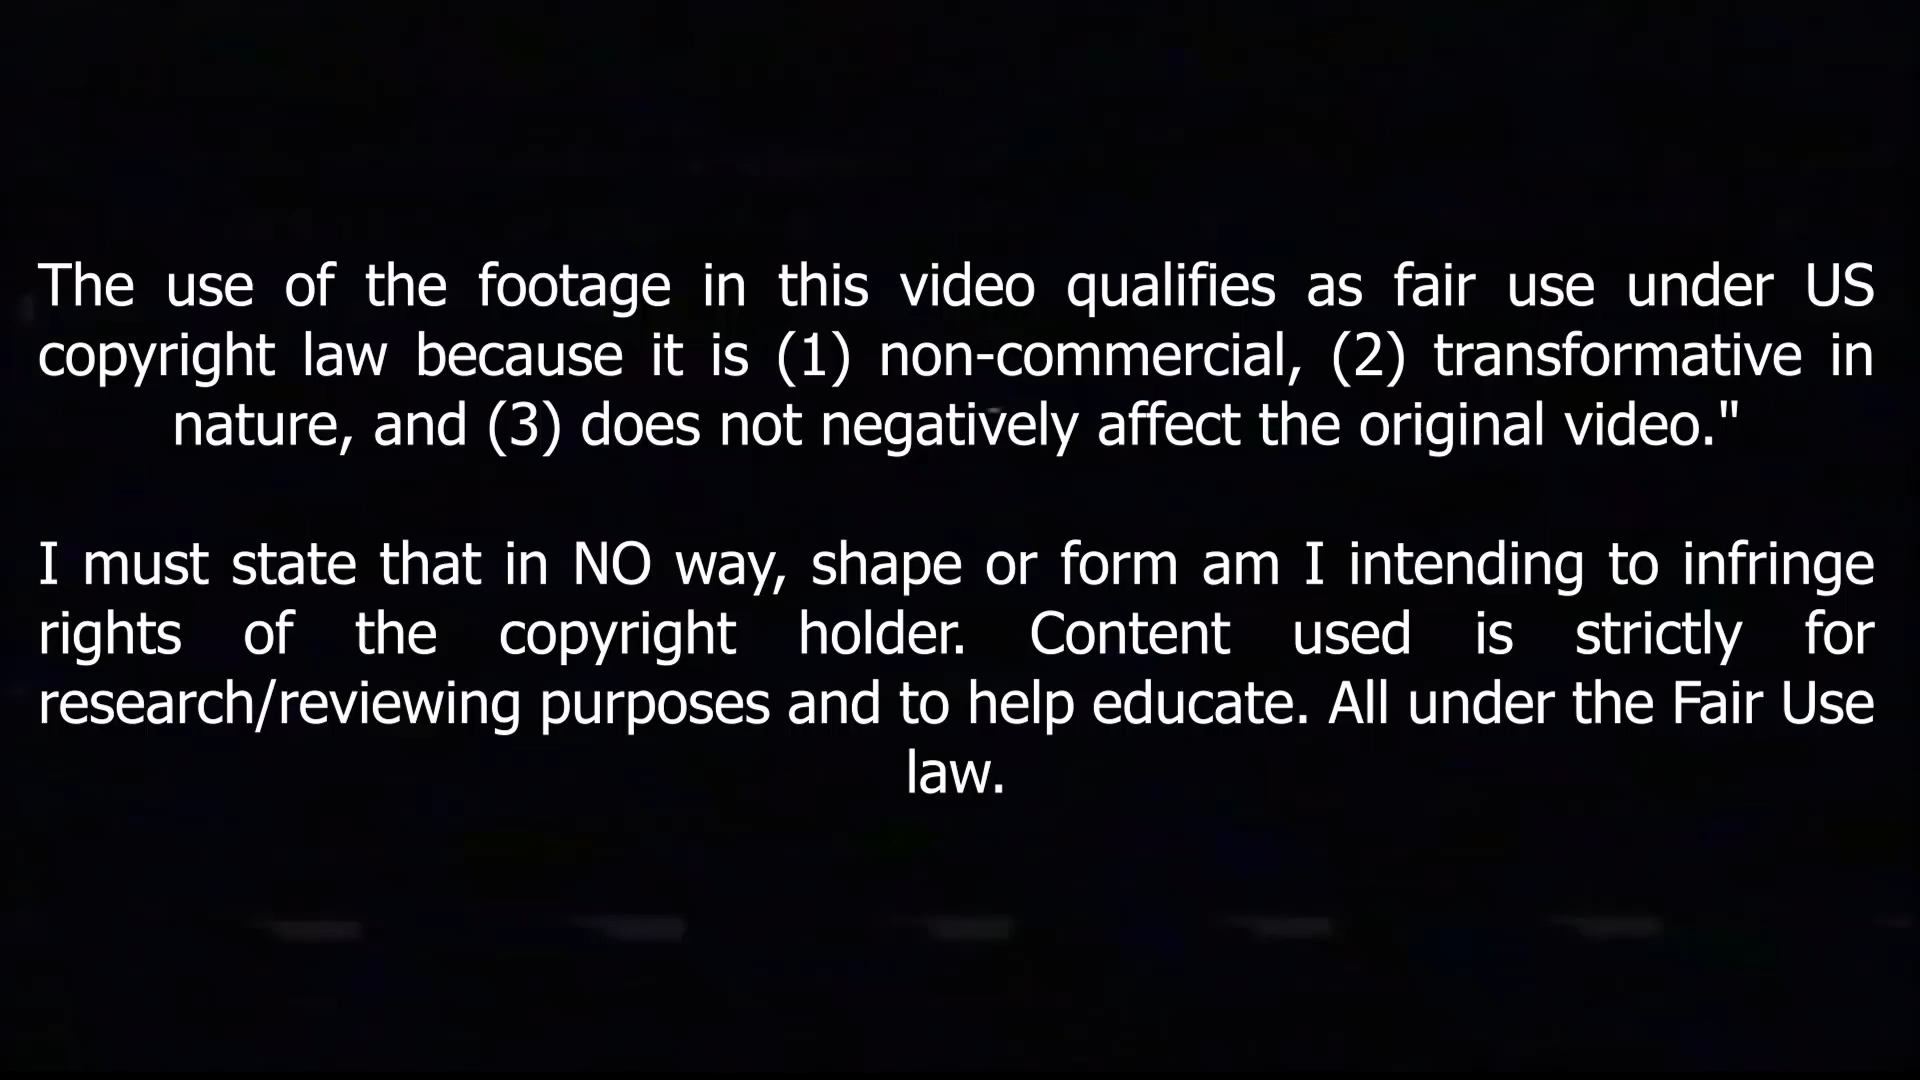 The use of the footage in this video qualifies as fair use under US
copyright law because it is (1) non-commercial, (2) transformative in
nature, and (3) does not negatively affect the original video."
I must state that in NO way, shape or form am I intending to infringe
rights of the copyright holder. Content used is strictly for
research/reviewing purposes and to help educate. All under the Fair Use
law.